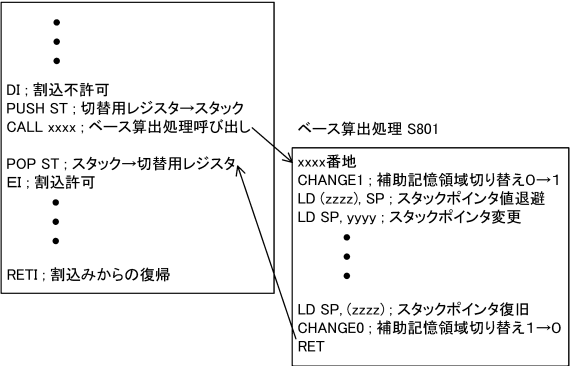 DI ; 割込不許可
PUSH ST ; 切替用レジスター→スタック
CALL xxxx ; ベース算出処理呼び出し
POP ST ; スタック→切替用レジスタ
EI ; 割込許可
RETI ; 割込みからの復帰
ベース算出処理 S801
xxxx番地
CHANGE1 ; 補助記憶領域切り替え0→1
LD (zzzz), SP ; スタックポインタ値退避
LD SP, yyyy ; スタックポインタ変更
LD SP, (zzzz) ; スタックポインタ復旧
CHANGE0 ; 補助記憶領域切り替え1→0
RET